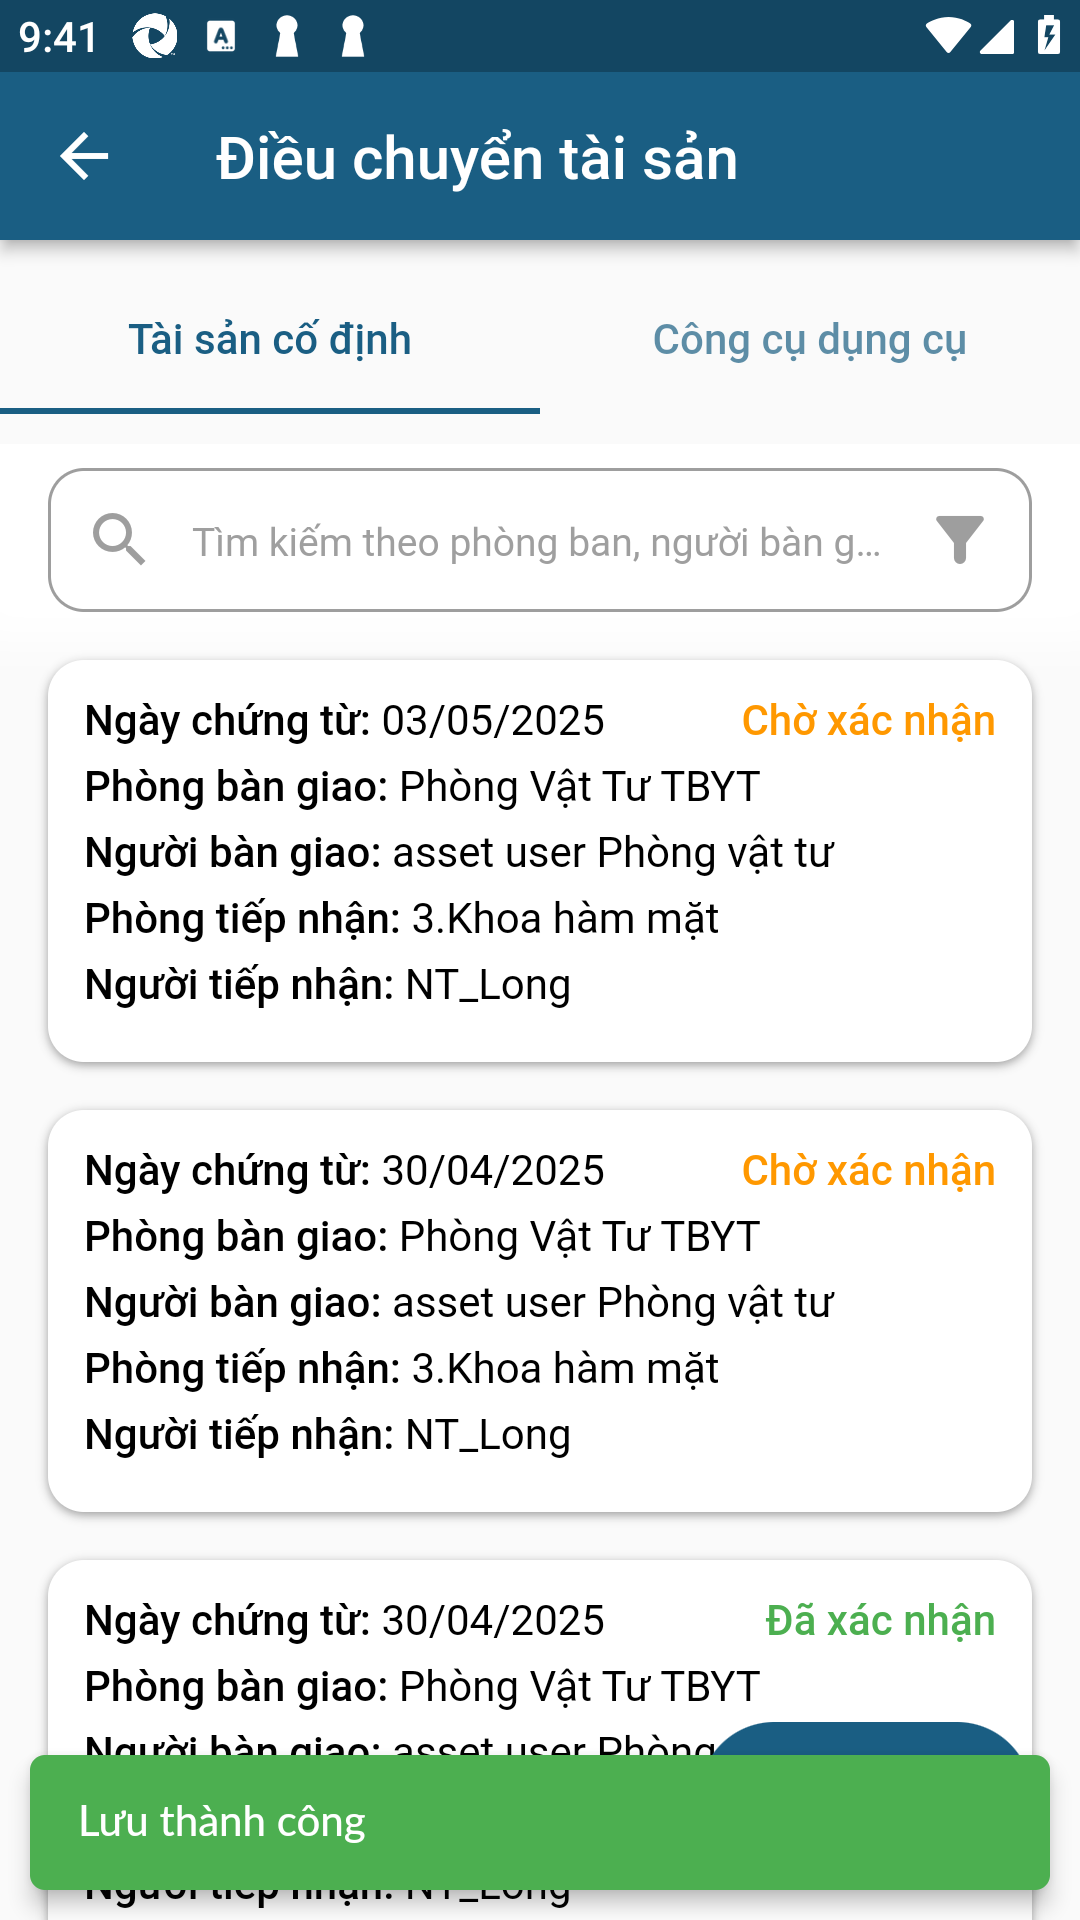 9:41
Điều chuyển tài sản
Tài sản cố định
Công cụ dụng cụ
Tìm kiếm theo phòng ban, người bàn g...
Ngày chứng từ: 03/05/2025 Chờ xác nhận
Phòng bàn giao: Phòng Vật Tư TBYT
Người bàn giao: asset user Phòng vật tư
Phòng tiếp nhận: 3.Khoa hàm mặt
Người tiếp nhận: NT_Long
Ngày chứng từ: 30/04/2025 Chờ xác nhận
Phòng bàn giao: Phòng Vật Tư TBYT
Người bàn giao: asset user Phòng vật tư
Phòng tiếp nhận: 3.Khoa hàm mặt
Người tiếp nhận: NT_Long
Ngày chứng từ: 30/04/2025 Đã xác nhận
Phòng bàn giao: Phòng Vật Tư TBYT
Người bàn giao: asset user Phòng
Lưu thành công
Người tiếp nhận: NT_Long